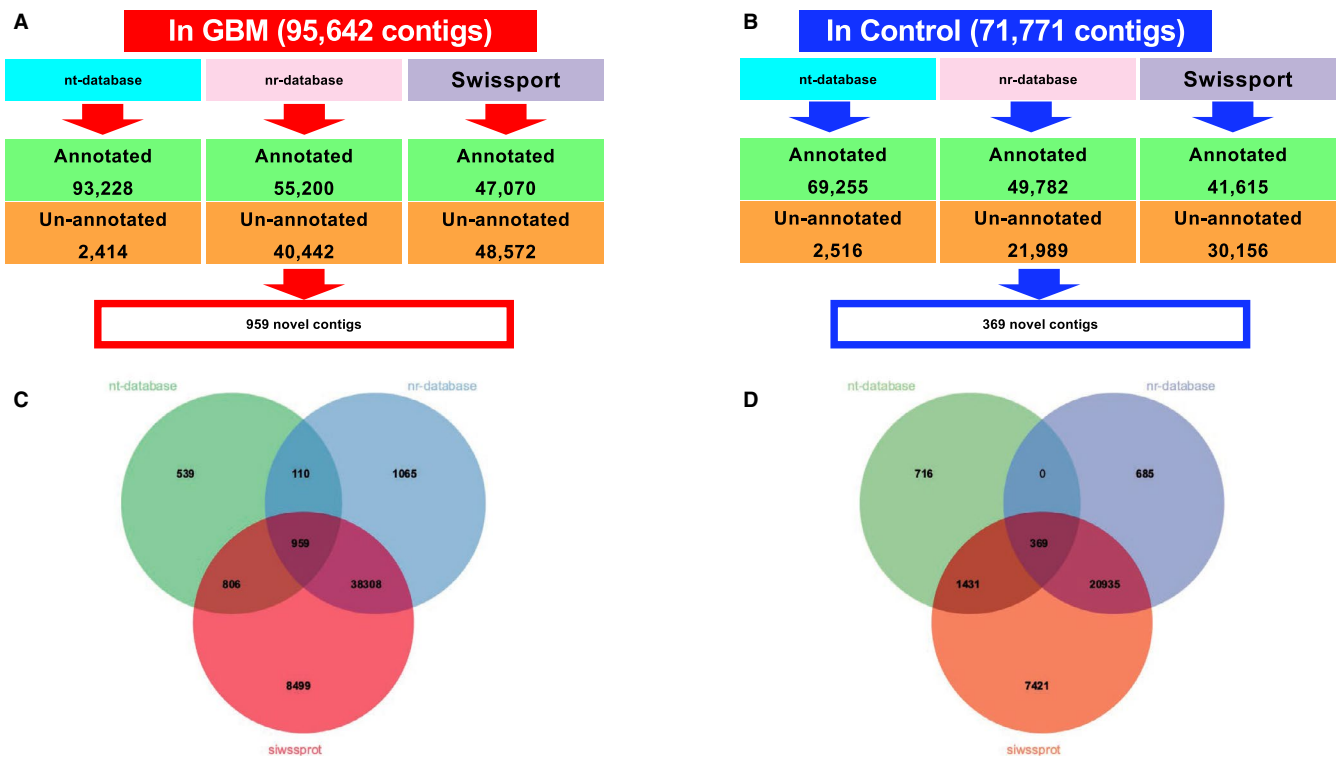 A
In GBM (95,642 contigs)
nt-database
nr-database
Swissport
Annotated
93,228
Annotated
55,200
Annotated
47,070
Un-annotated
2,414
Un-annotated
40,442
Un-annotated
48,572
959 novel contigs
B
In Control (71,771 contigs)
nt-database
nr-database
Swissport
Annotated
69,255
Annotated
49,782
Annotated
41,615
Un-annotated
2,516
Un-annotated
21,989
Un-annotated
30,156
369 novel contigs
C
nt-database
nr-database
539
110
1065
959
806
38308
8499
siwssprot
D
nt-database
nr-database
716
0
685
369
1431
20935
7421
siwssprot